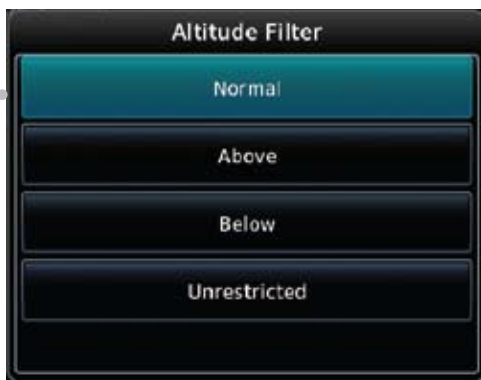 Altitude Filter
Normal
Above
Below
Unrestricted